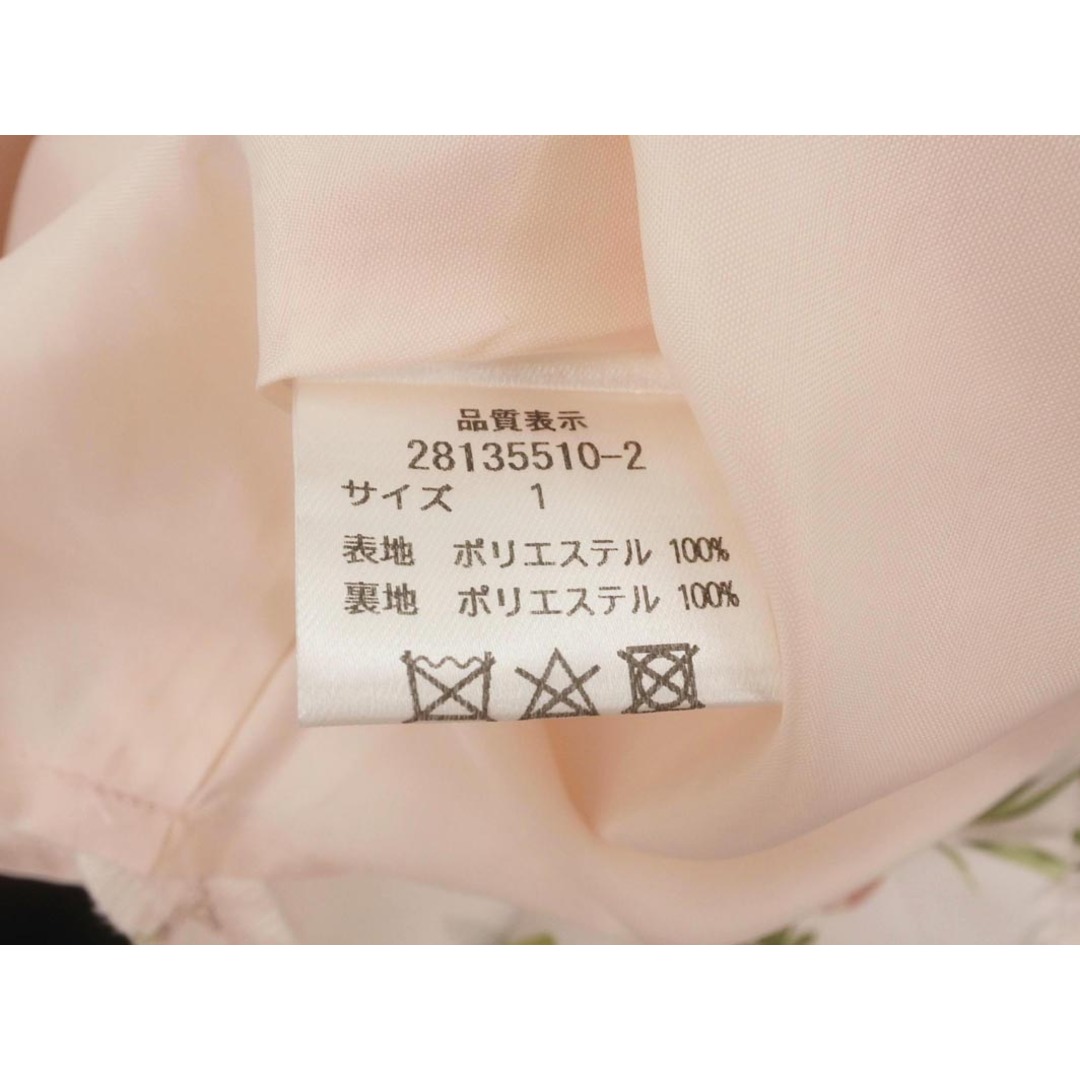 品質表示
28135510-2
サイズ 1
表地 ポリエステル 100%
裏地 ポリエステル 100%